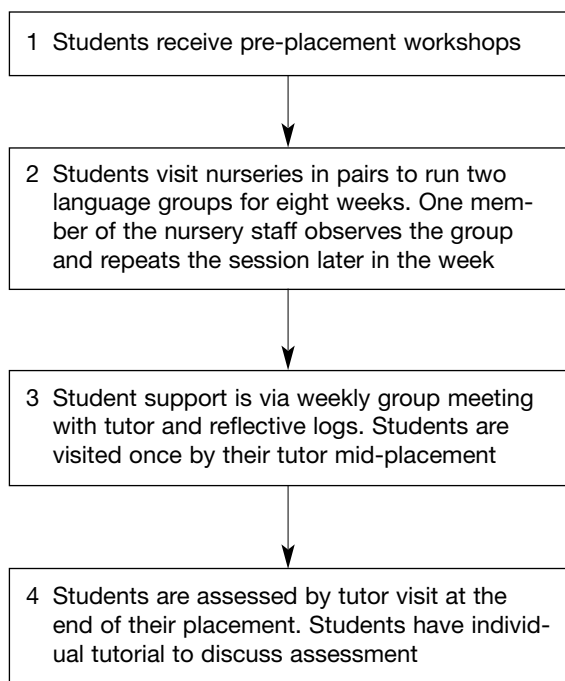 1 Students receive pre-placement workshops
2 Students visit nurseries in pairs to run two
language groups for eight weeks. One mem-
ber of the nursery staff observes the group
and repeats the session later in the week
3 Student support is via weekly group meeting
with tutor and reflective logs. Students are
visited once by their tutor mid-placement
4 Students are assessed by tutor visit at the
end of their placement. Students have individ-
ual tutorial to discuss assessment